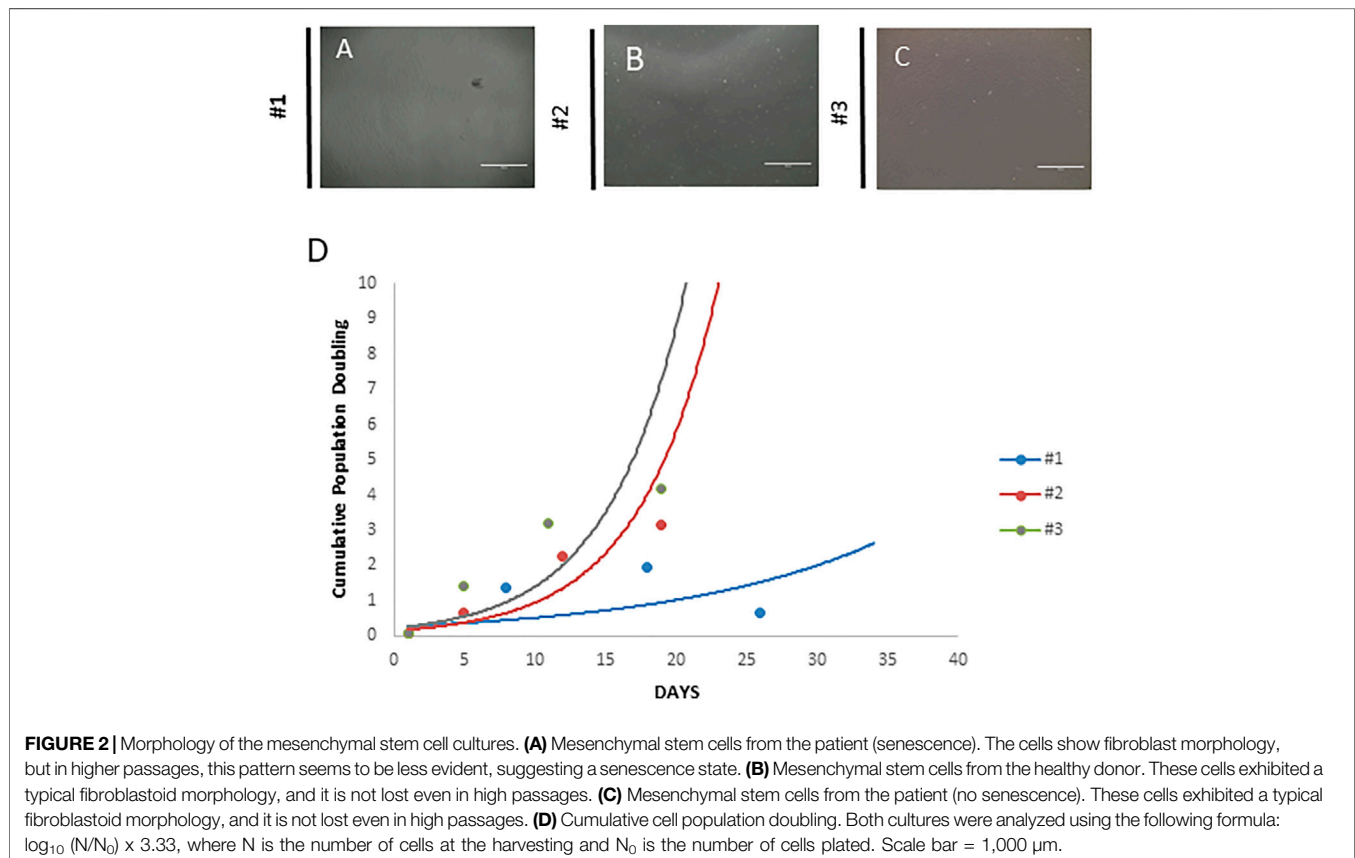 #1
A
#2
B
#3
C
D
Cumulative Population Doubling
10
9
8
7
6
5
4
3
2
1
0
0 5 10 15 20 25 30 35 40
DAYS
#1
#2
#3
FIGURE 2 | Morphology of the mesenchymal stem cell cultures. (A) Mesenchymal stem cells from the patient (senescence). The cells show fibroblast morphology,
but in higher passages, this pattern seems to be less evident, suggesting a senescence state. (B) Mesenchymal stem cells from the healthy donor. These cells exhibited a
typical fibroblastoid morphology, and it is not lost even in high passages. (C) Mesenchymal stem cells from the patient (no senescence). These cells exhibited a typical
fibroblastoid morphology, and it is not lost even in high passages. (D) Cumulative cell population doubling. Both cultures were analyzed using the following formula:
log₁₀ (N/N₀) x 3.33, where N is the number of cells at the harvesting and N₀ is the number of cells plated. Scale bar = 1,000 μm.